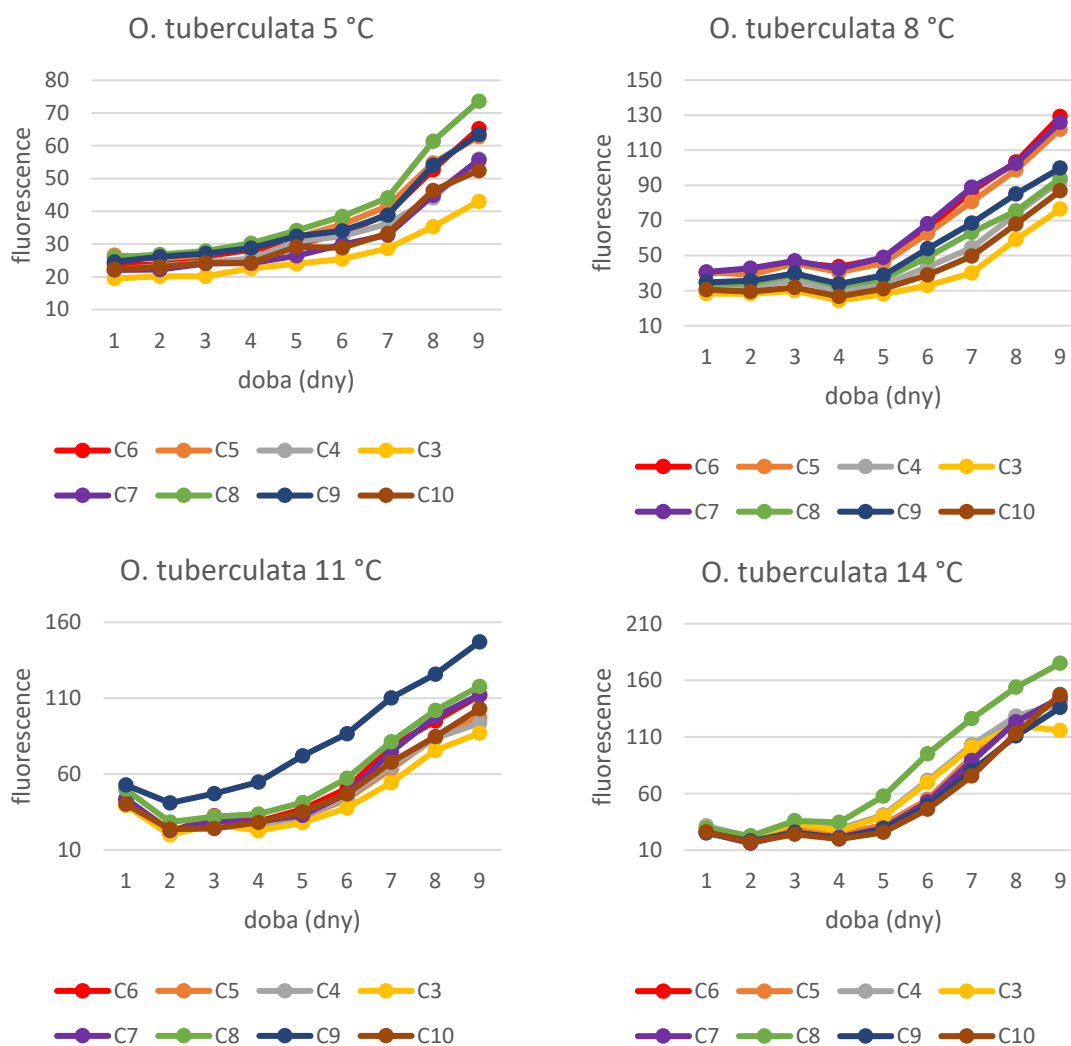 O. tuberculata 5 °C
80
70
60
50
40
30
20
10
fluorescence
1 2 3 4 5 6 7 8 9
doba (dny)
C6 C5 C4 C3
C7 C8 C9 C10
O. tuberculata 8 °C
150
130
110
90
70
50
30
10
fluorescence
1 2 3 4 5 6 7 8 9
doba (dny)
C6 C5 C4 C3
C7 C8 C9 C10
O. tuberculata 11 °C
160
110
60
10
fluorescence
1 2 3 4 5 6 7 8 9
doba (dny)
C6 C5 C4 C3
C7 C8 C9 C10
O. tuberculata 14 °C
210
160
110
60
10
fluorescence
1 2 3 4 5 6 7 8 9
doba (dny)
C6 C5 C4 C3
C7 C8 C9 C10